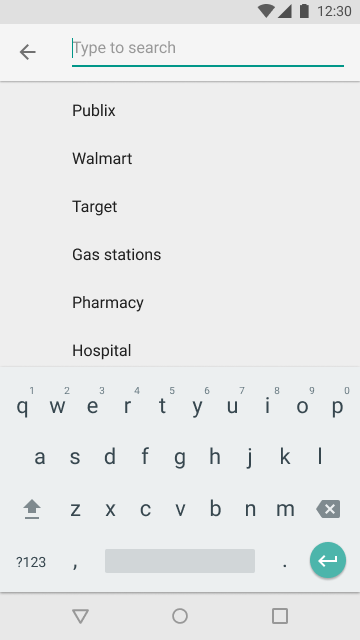 12:30
Type to search
Publix
Walmart
Target
Gas stations
Pharmacy
Hospital
1 2 3 4 5 6 7 8 9 0
q w e r t y u i o p
a s d f g h j k l
z x c v b n m
?123 , .